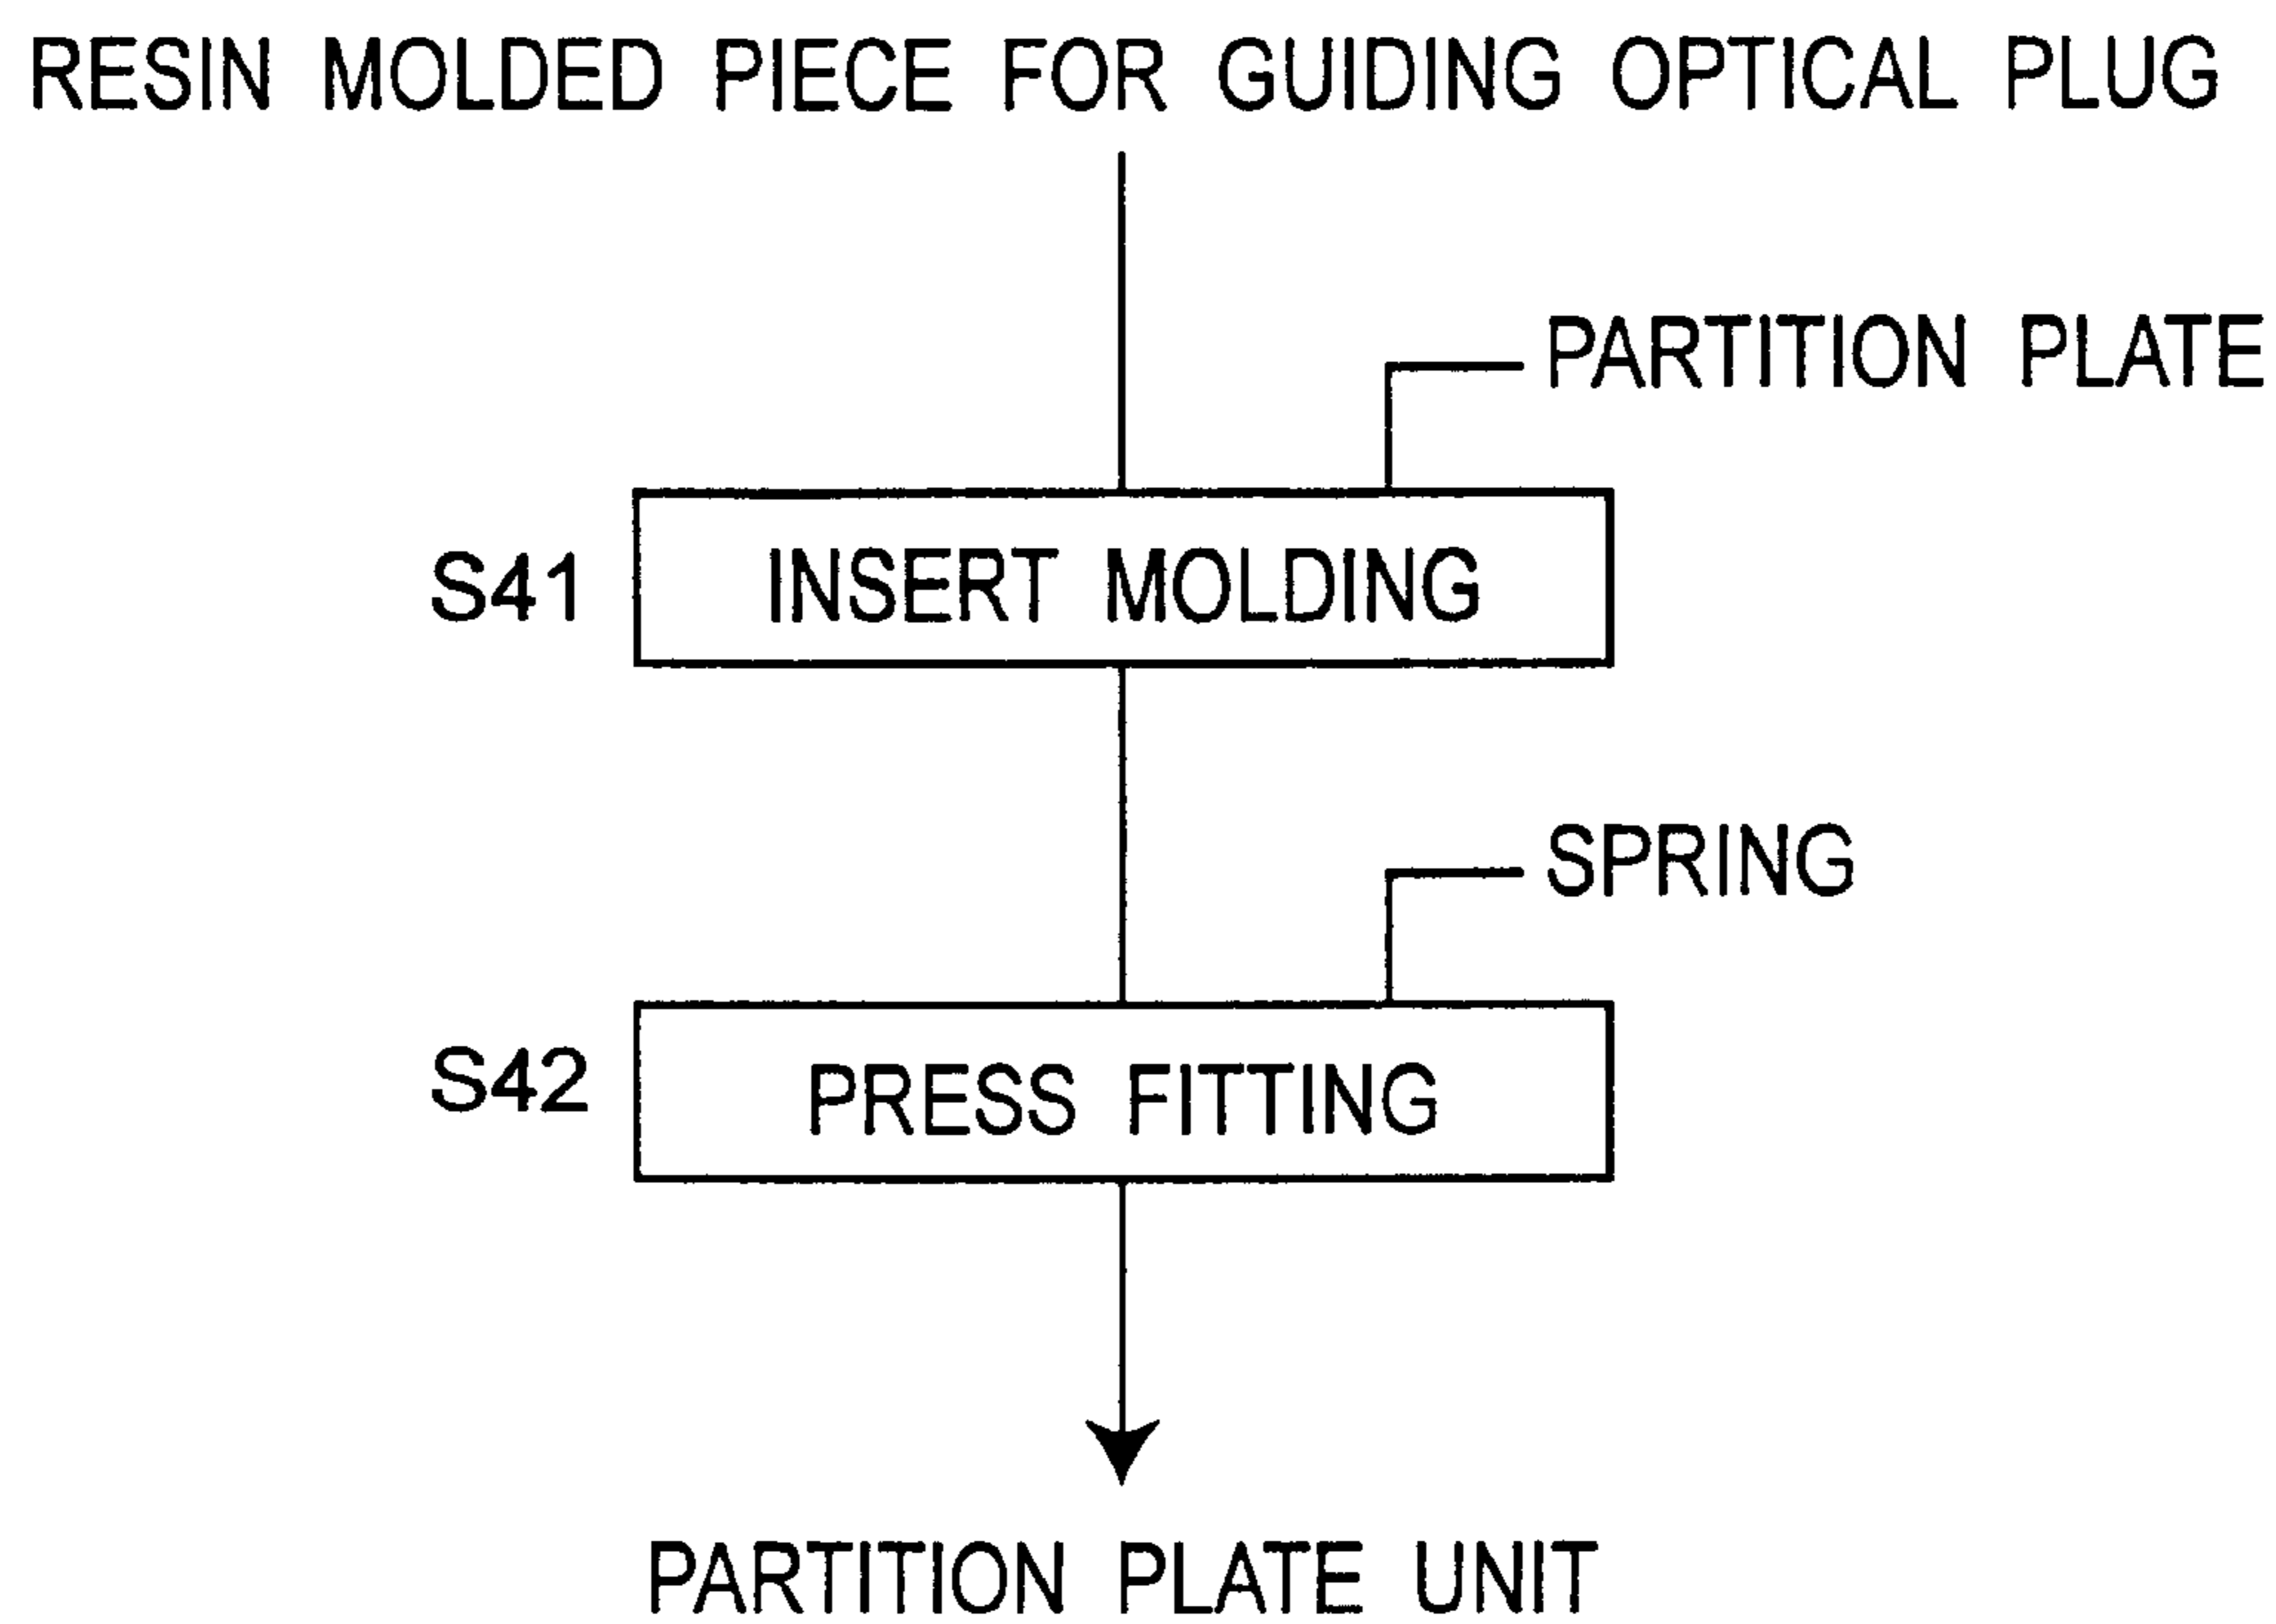 RESIN MOLDED PIECE FOR GUIDING OPTICAL PLUG
PARTITION PLATE
S41 INSERT MOLDING
SPRING
S42 PRESS FITTING
PARTITION PLATE UNIT